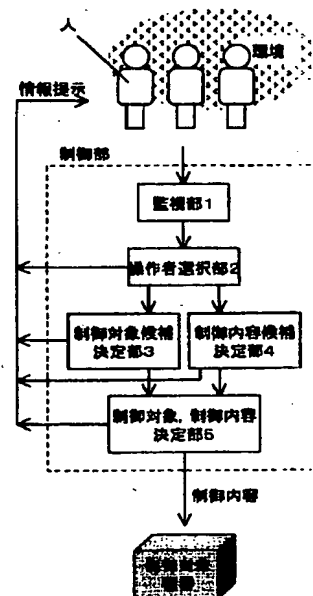 人
環境
情報提示
制御部
監視部1
操作者選択部2
制御対象候補
決定部3
制御内容候補
決定部4
制御対象,制御内容
決定部5
制御内容